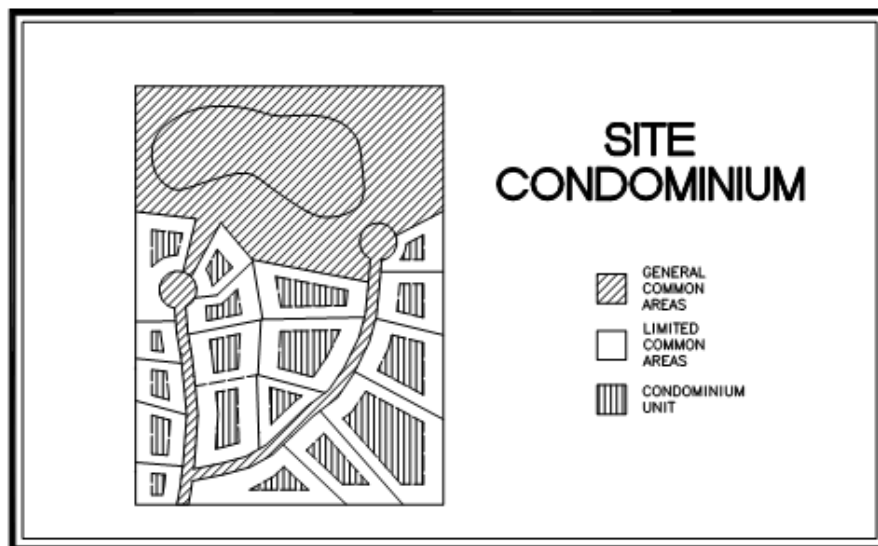 SITE
CONDOMINIUM
GENERAL
COMMON
AREAS
LIMITED
COMMON
AREAS
CONDOMINIUM
UNIT